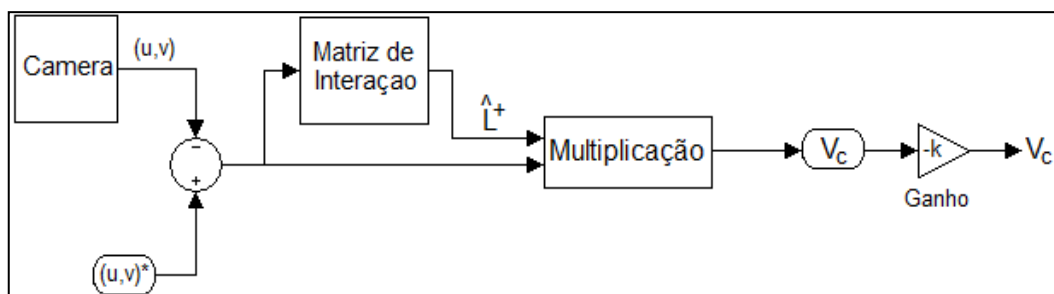 Camera
(u,v)
Matriz de
Interaçao
L̂⁺
-
+
Multiplicação
V_c
-k
V_c
Ganho
(u,v)*